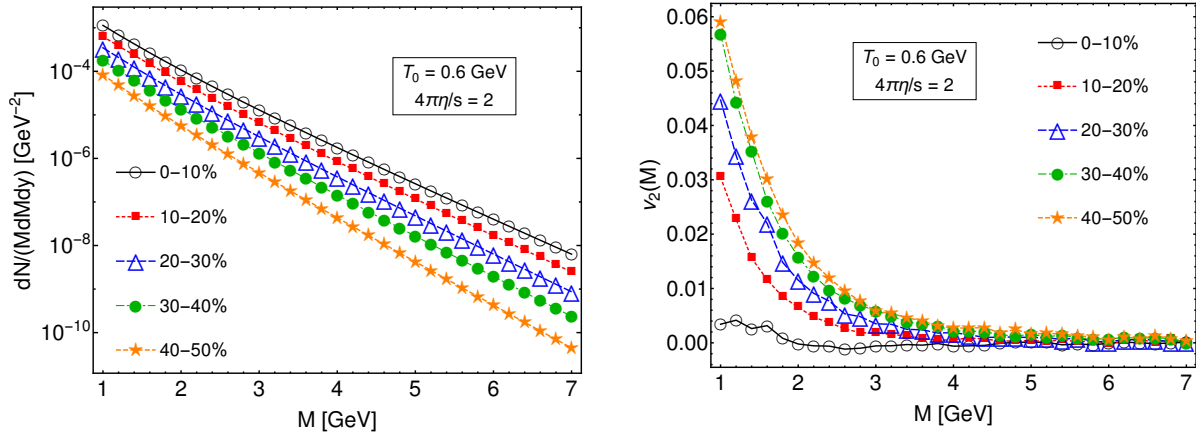 dN/(MdMdy) [GeV⁻²]
10⁻⁴
10⁻⁶
10⁻⁸
10⁻¹⁰
T₀ = 0.6 GeV
4πη/s = 2
0–10%
10–20%
20–30%
30–40%
40–50%
1 2 3 4 5 6 7
M [GeV]
v₂(M)
0.06
0.05
0.04
0.03
0.02
0.01
0.00
T₀ = 0.6 GeV
4πη/s = 2
0–10%
10–20%
20–30%
30–40%
40–50%
1 2 3 4 5 6 7
M [GeV]